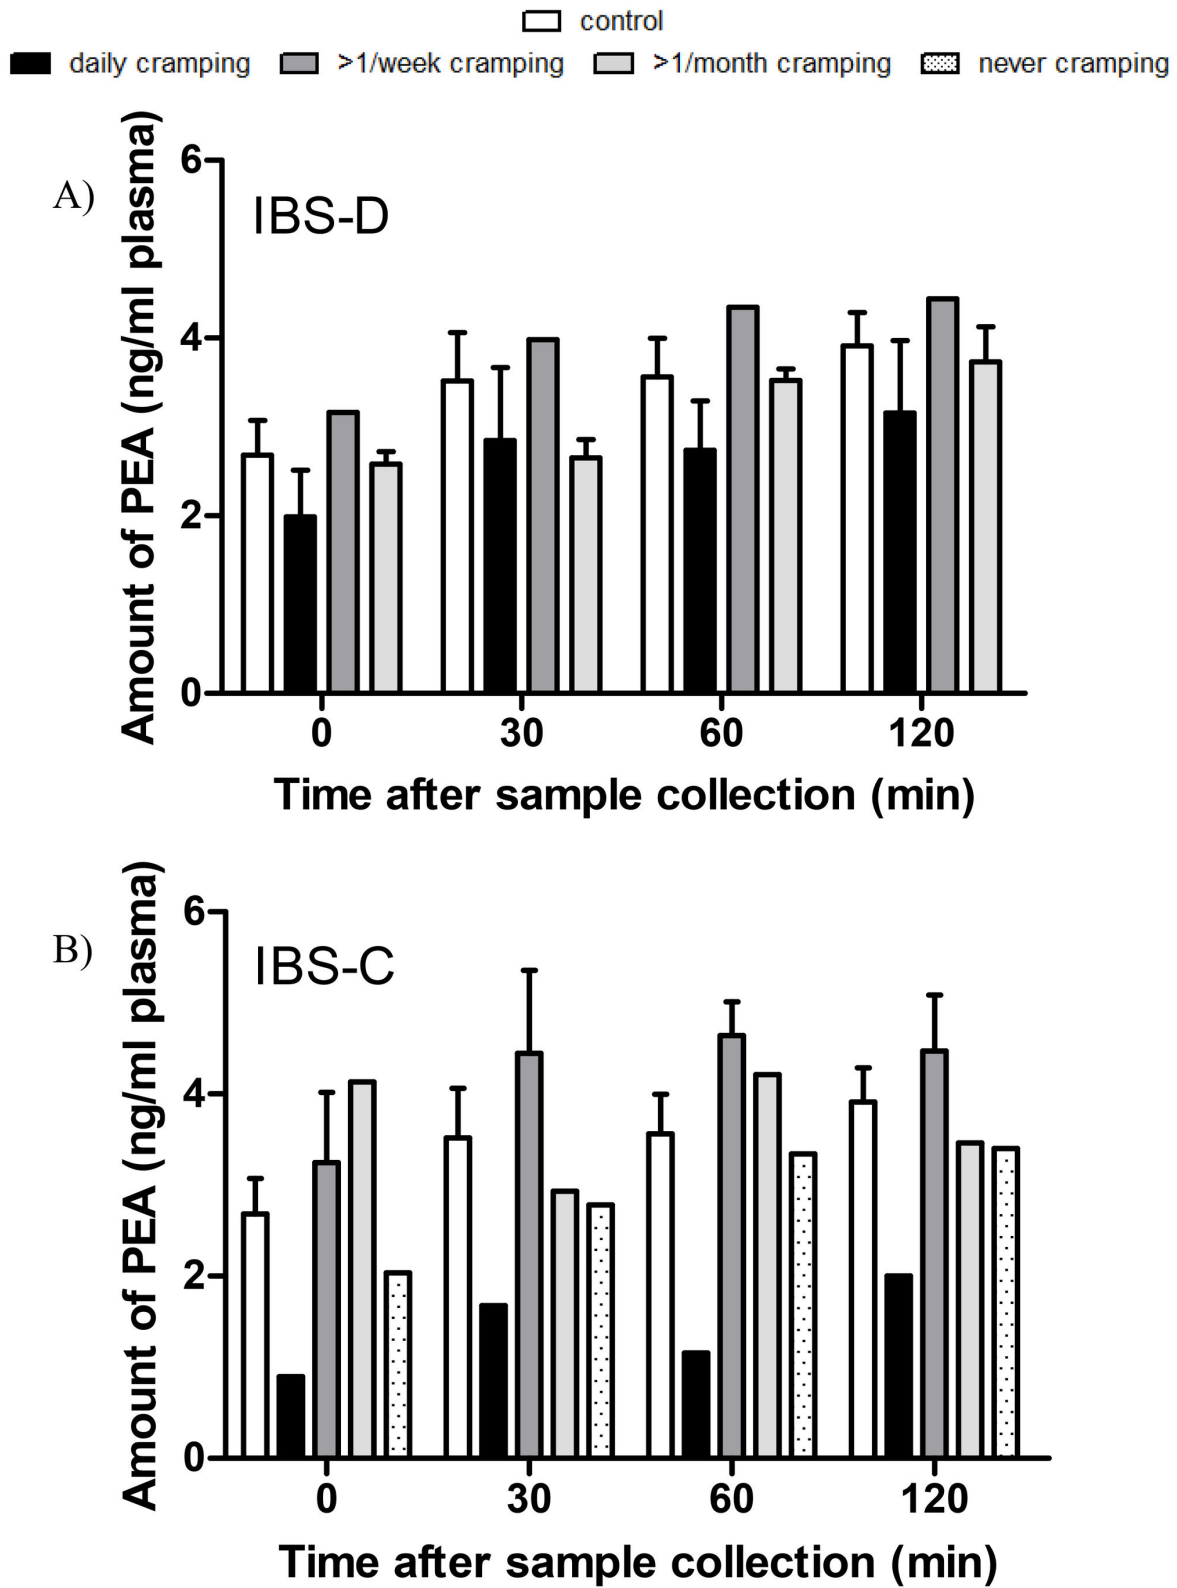 control
daily cramping >1/week cramping >1/month cramping never cramping
A)
Amount of PEA (ng/ml plasma)
6
IBS-D
4
2
0
0 30 60 120
Time after sample collection (min)
B)
Amount of PEA (ng/ml plasma)
6
IBS-C
4
2
0
0 30 60 120
Time after sample collection (min)